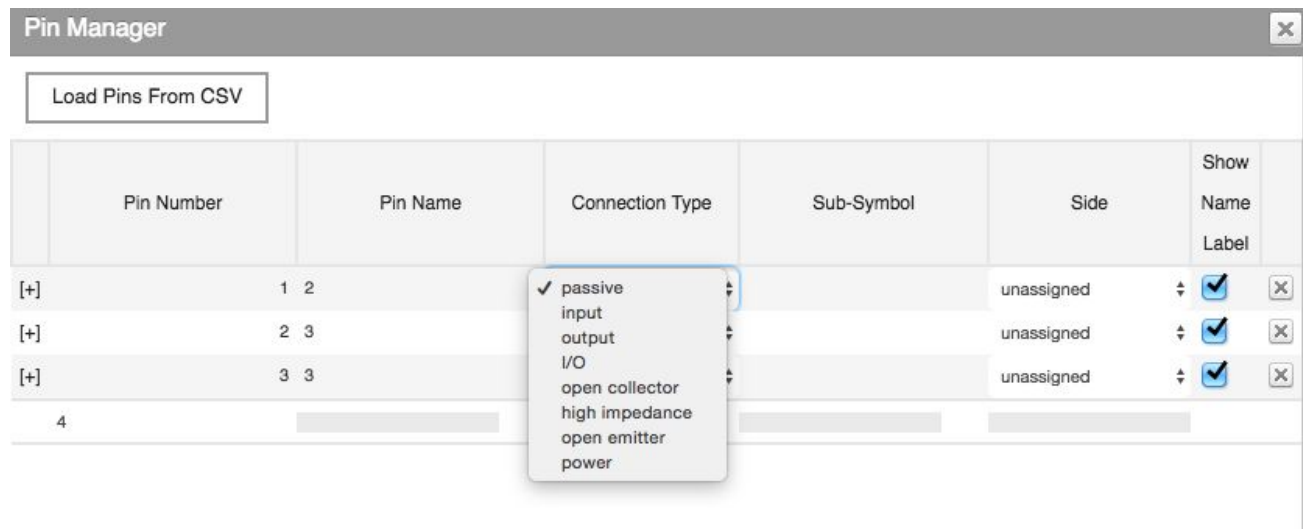 Pin Manager
Load Pins From CSV
Pin Number Pin Name Connection Type Sub-Symbol Side Show Name Label
[+] 1 2 ✓ passive unassigned
input
output
[+] 2 3 unassigned
I/O
[+] 3 3 unassigned
open collector
high impedance
4
open emitter
power